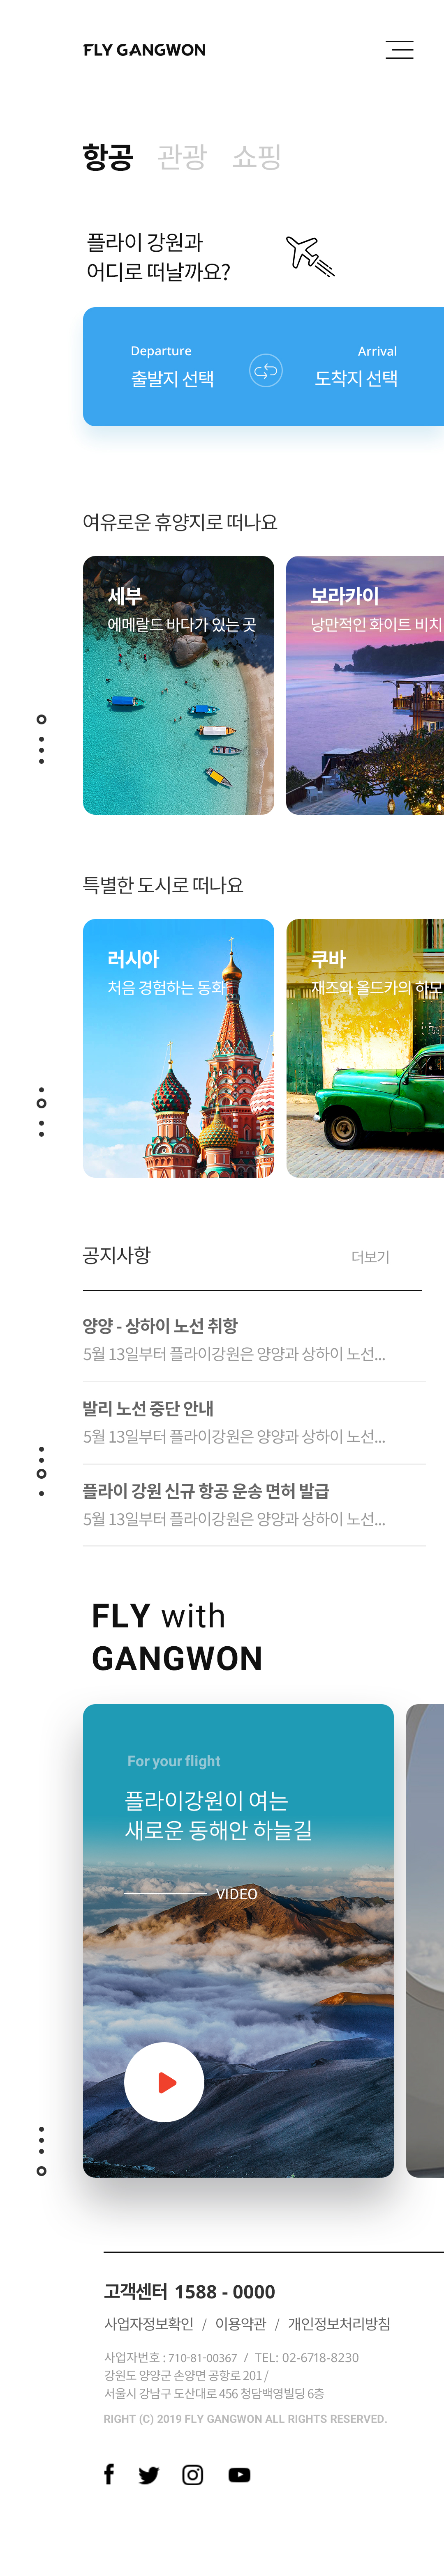 FLY GANGWON
항공 관광 쇼핑
플라이 강원과
어디로 떠날까요?
Departure Arrival
출발지 선택 도착지 선택
여유로운 휴양지로 떠나요
세부 보라카이
에메랄드 바다가 있는 곳 낭만적인 화이트 비치
특별한 도시로 떠나요
러시아 쿠바
처음 경험하는 동화 재즈와 올드카의 하모
공지사항 더보기
양양 - 상하이 노선 취항
5월 13일부터 플라이강원은 양양과 상하이 노선...
발리 노선 중단 안내
5월 13일부터 플라이강원은 양양과 상하이 노선...
플라이 강원 신규 항공 운송 면허 발급
5월 13일부터 플라이강원은 양양과 상하이 노선...
FLY with
GANGWON
For your flight
플라이강원이 여는
새로운 동해안 하늘길
VIDEO
고객센터 1588 - 0000
사업자정보확인 / 이용약관 / 개인정보처리방침
사업자번호 : 710-81-00367 / TEL: 02-6718-8230
강원도 양양군 손양면 공항로 201 /
서울시 강남구 도산대로 456 청담백영빌딩 6층
RIGHT (C) 2019 FLY GANGWON ALL RIGHTS RESERVED.